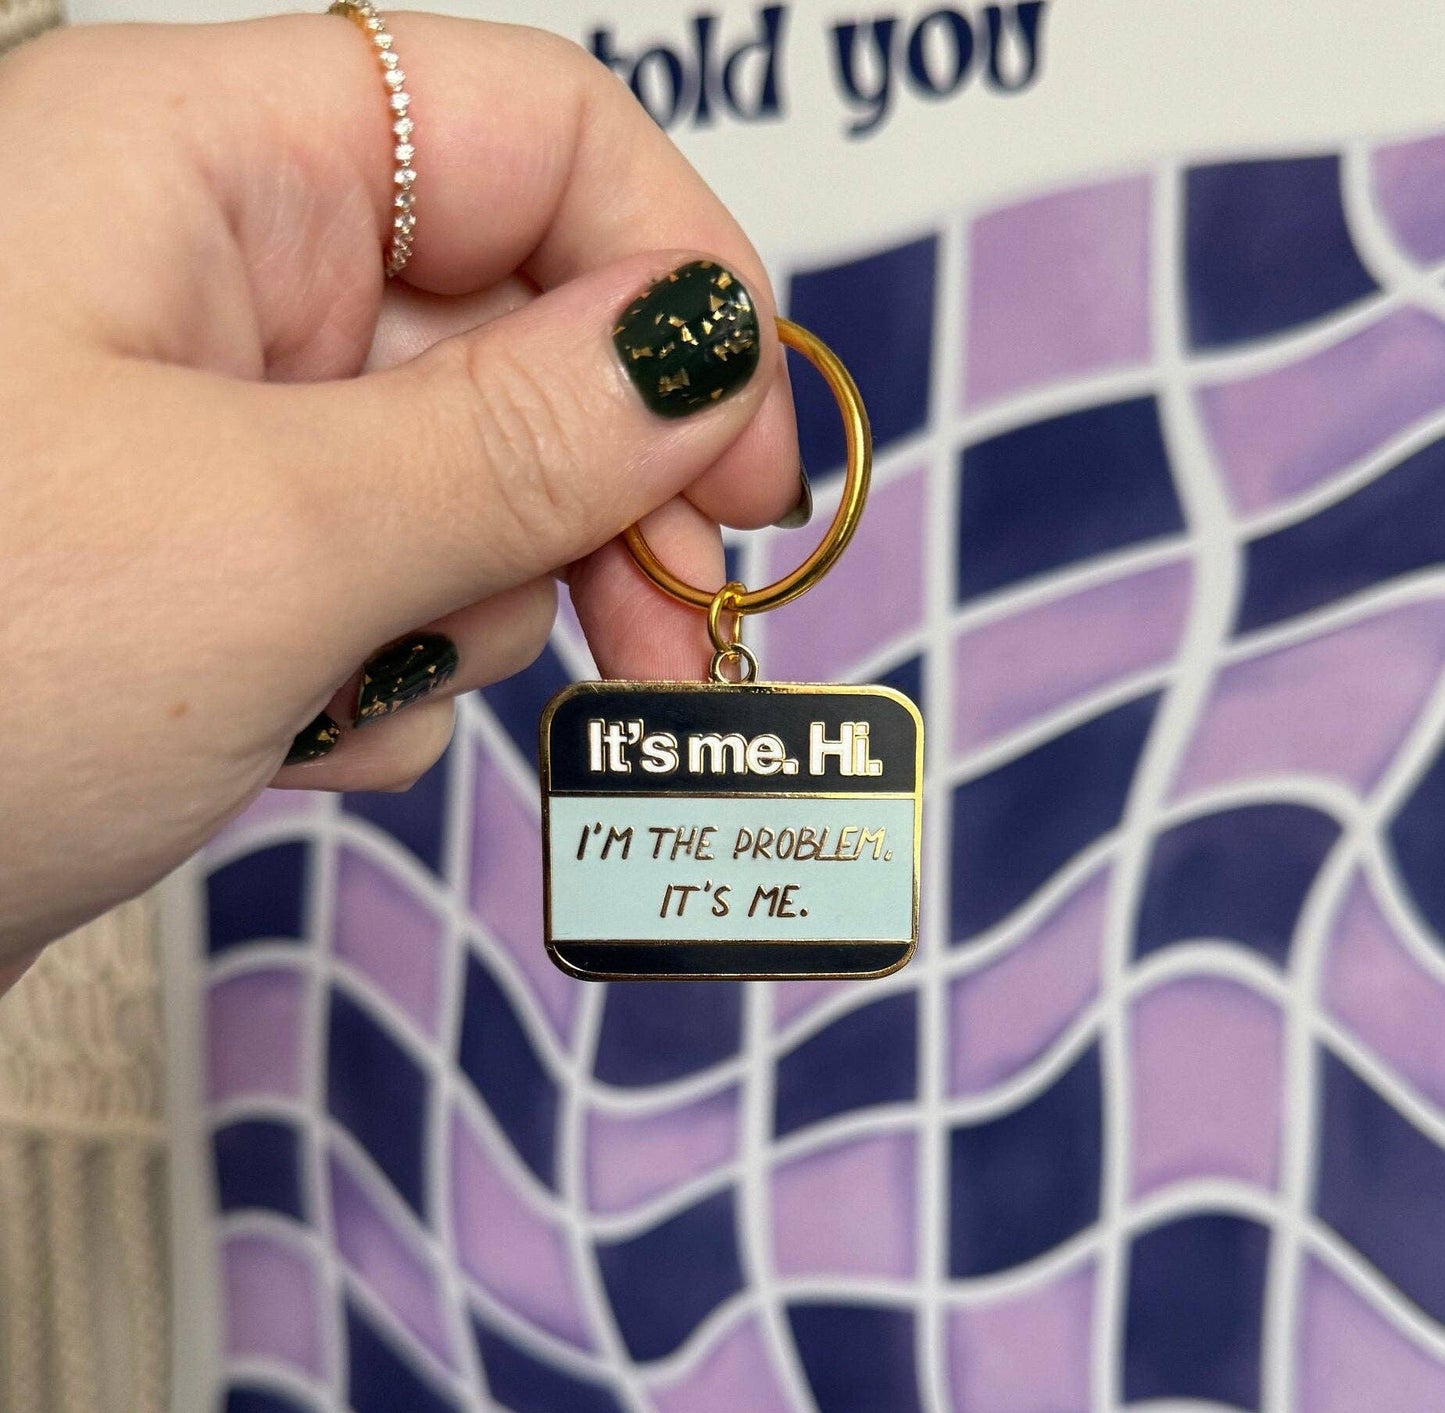 told you
It's me. Hi.
I'M THE PROBLEM.
IT'S ME.